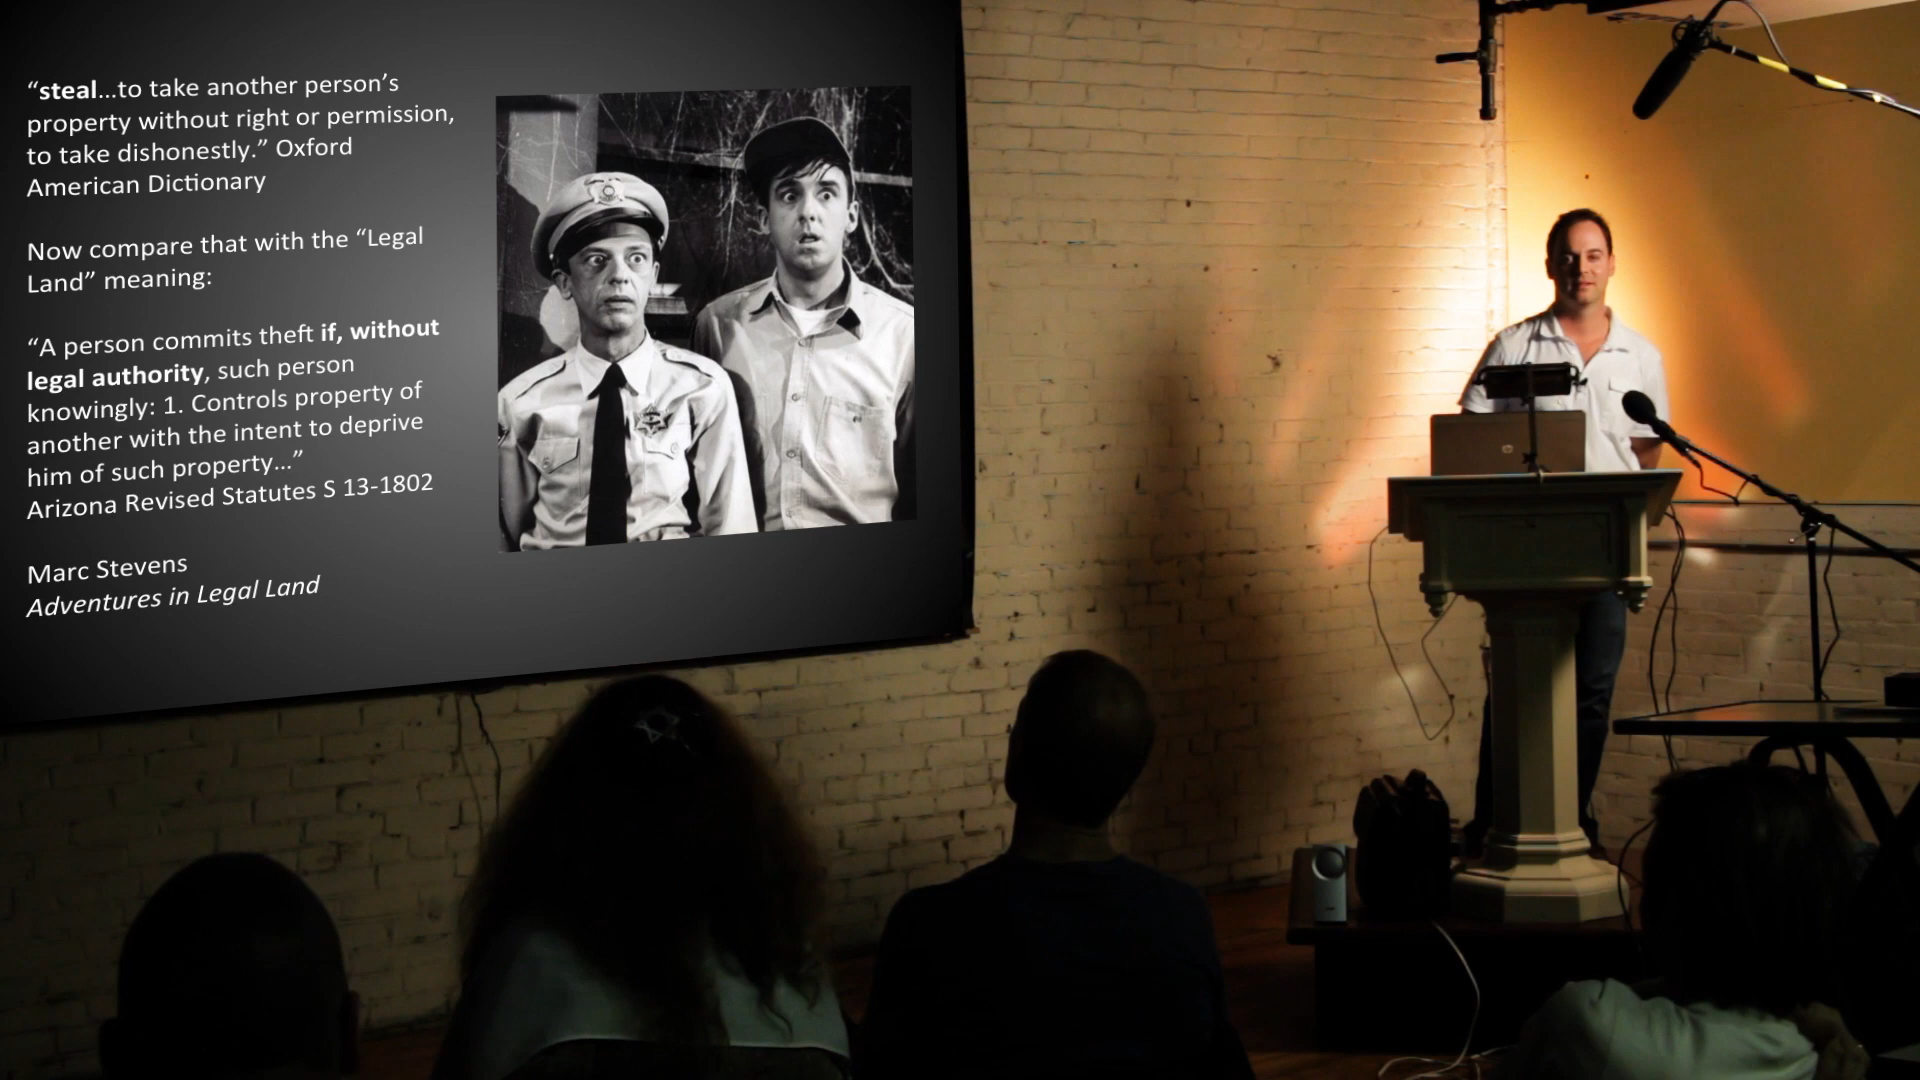 “steal...to take another person’s
property without right or permission,
to take dishonestly.” Oxford
American Dictionary
Now compare that with the “Legal
Land” meaning:
“A person commits theft if, without
legal authority, such person
knowingly: 1. Controls property of
another with the intent to deprive
him of such property...”
Arizona Revised Statutes S 13-1802
Marc Stevens
Adventures in Legal Land
hp